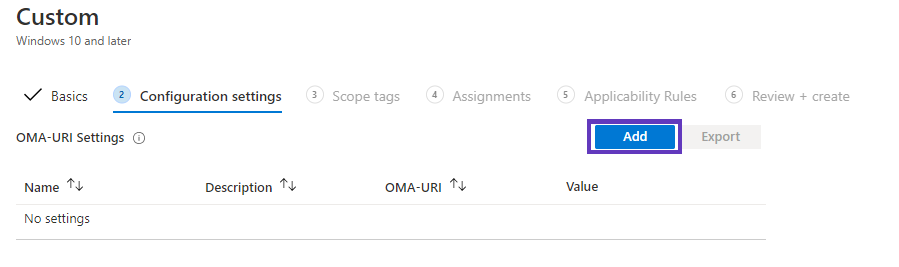 Custom
Windows 10 and later
Basics 2 Configuration settings 3 Scope tags 4 Assignments 5 Applicability Rules 6 Review + create
OMA-URI Settings Add Export
Name Description OMA-URI Value
No settings